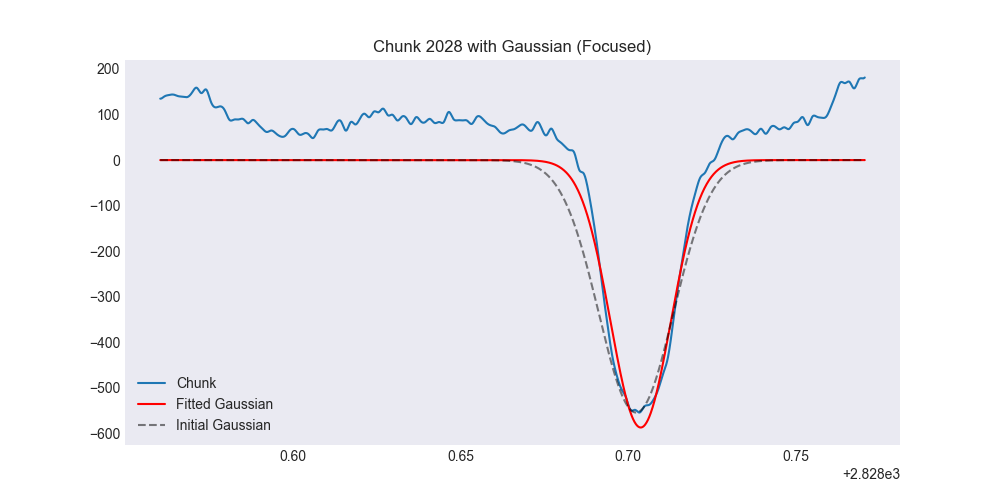 Chunk 2028 with Gaussian (Focused)
200
100
0
−100
−200
−300
−400
−500
−600
Chunk
Fitted Gaussian
Initial Gaussian
0.60 0.65 0.70 0.75
+2.828e3